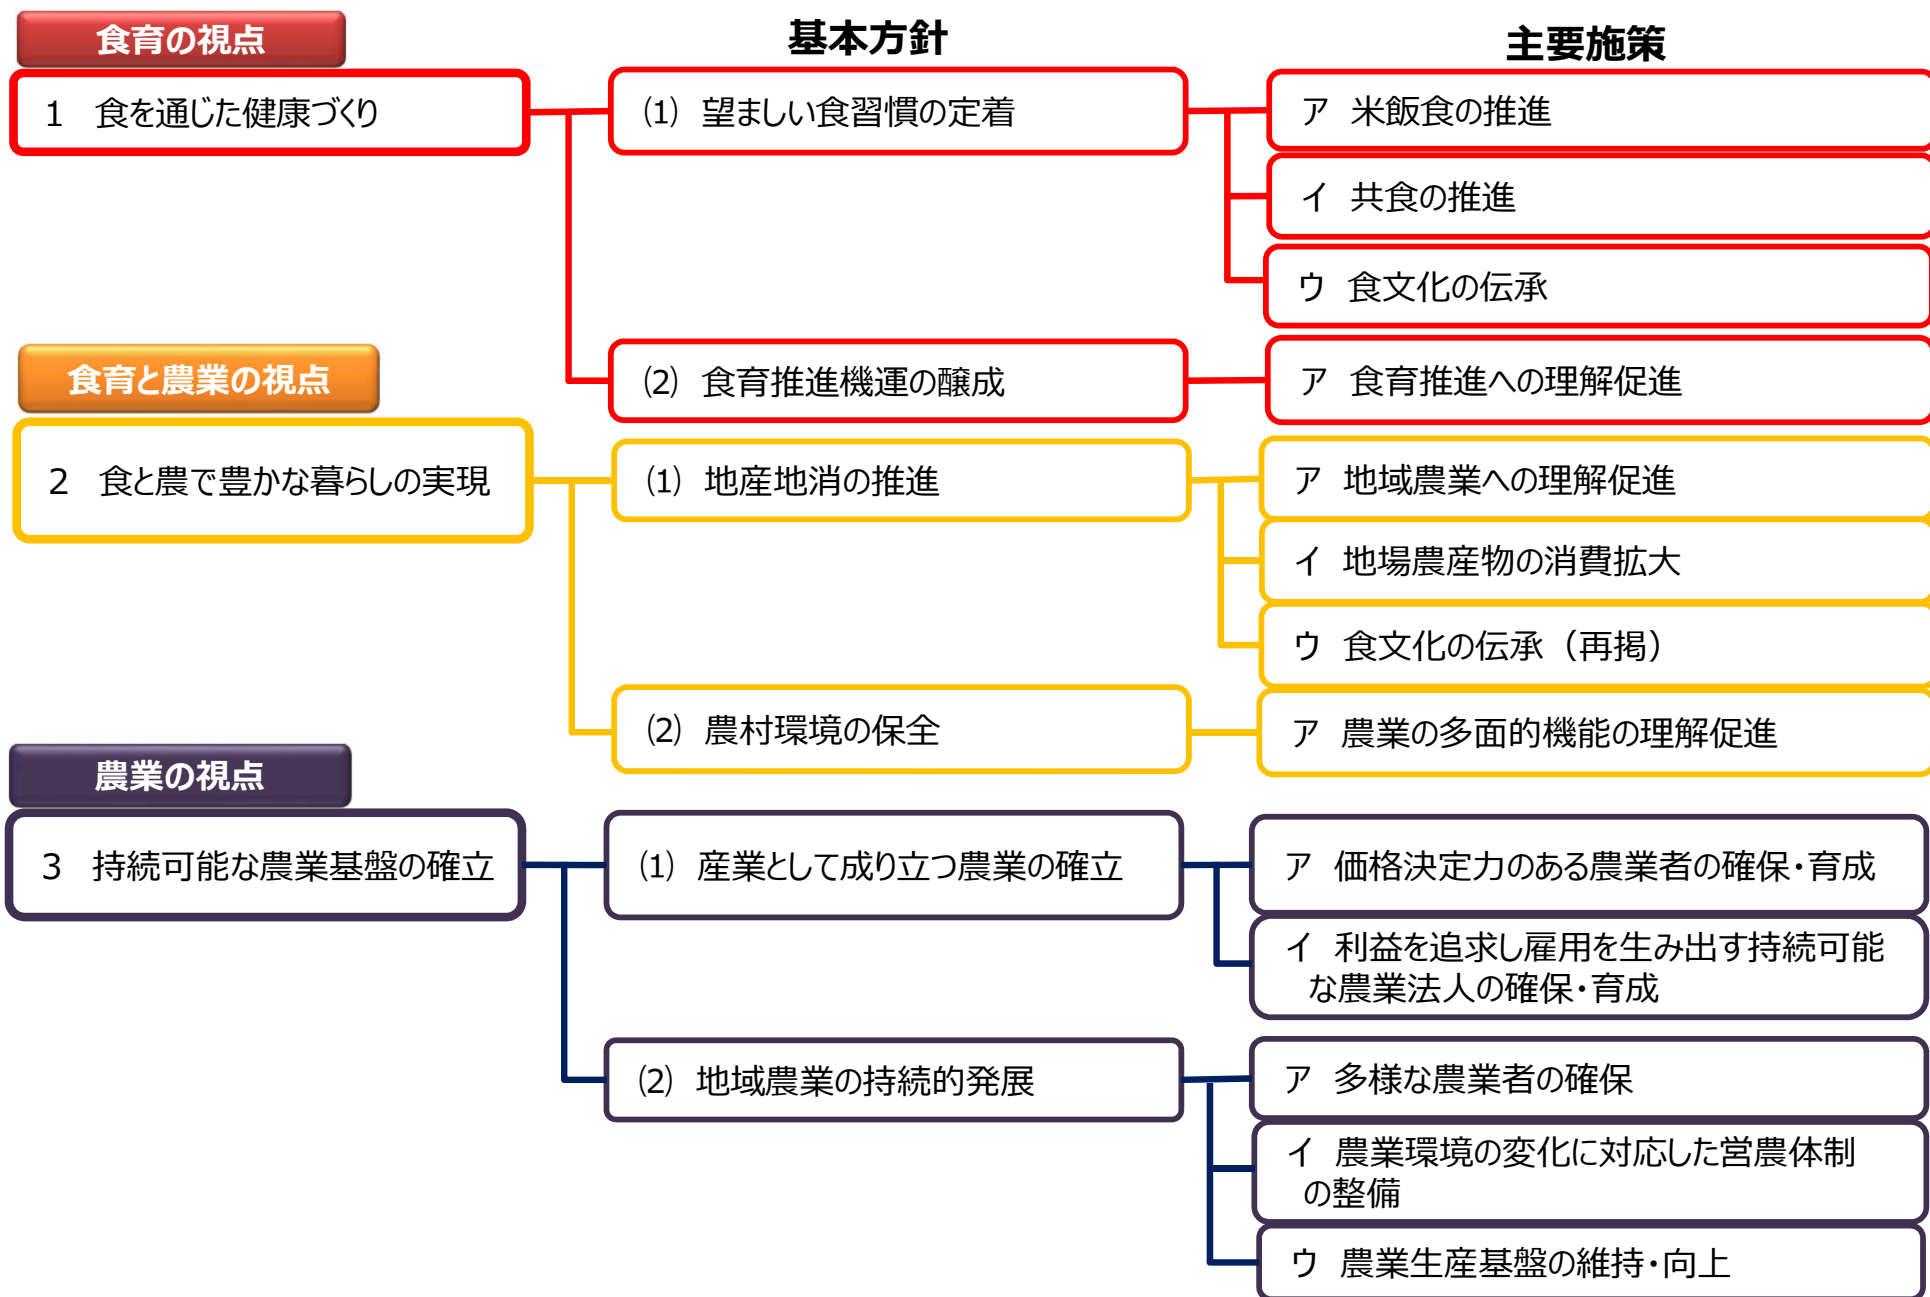 食育の視点
基本方針
主要施策
1 食を通じた健康づくり
⑴ 望ましい食習慣の定着
ア 米飯食の推進
イ 共食の推進
ウ 食文化の伝承
⑵ 食育推進機運の醸成
ア 食育推進への理解促進
食育と農業の視点
2 食と農で豊かな暮らしの実現
⑴ 地産地消の推進
ア 地域農業への理解促進
イ 地場農産物の消費拡大
ウ 食文化の伝承（再掲）
⑵ 農村環境の保全
ア 農業の多面的機能の理解促進
農業の視点
3 持続可能な農業基盤の確立
⑴ 産業として成り立つ農業の確立
ア 価格決定力のある農業者の確保・育成
イ 利益を追求し雇用を生み出す持続可能
な農業法人の確保・育成
⑵ 地域農業の持続的発展
ア 多様な農業者の確保
イ 農業環境の変化に対応した営農体制
の整備
ウ 農業生産基盤の維持・向上